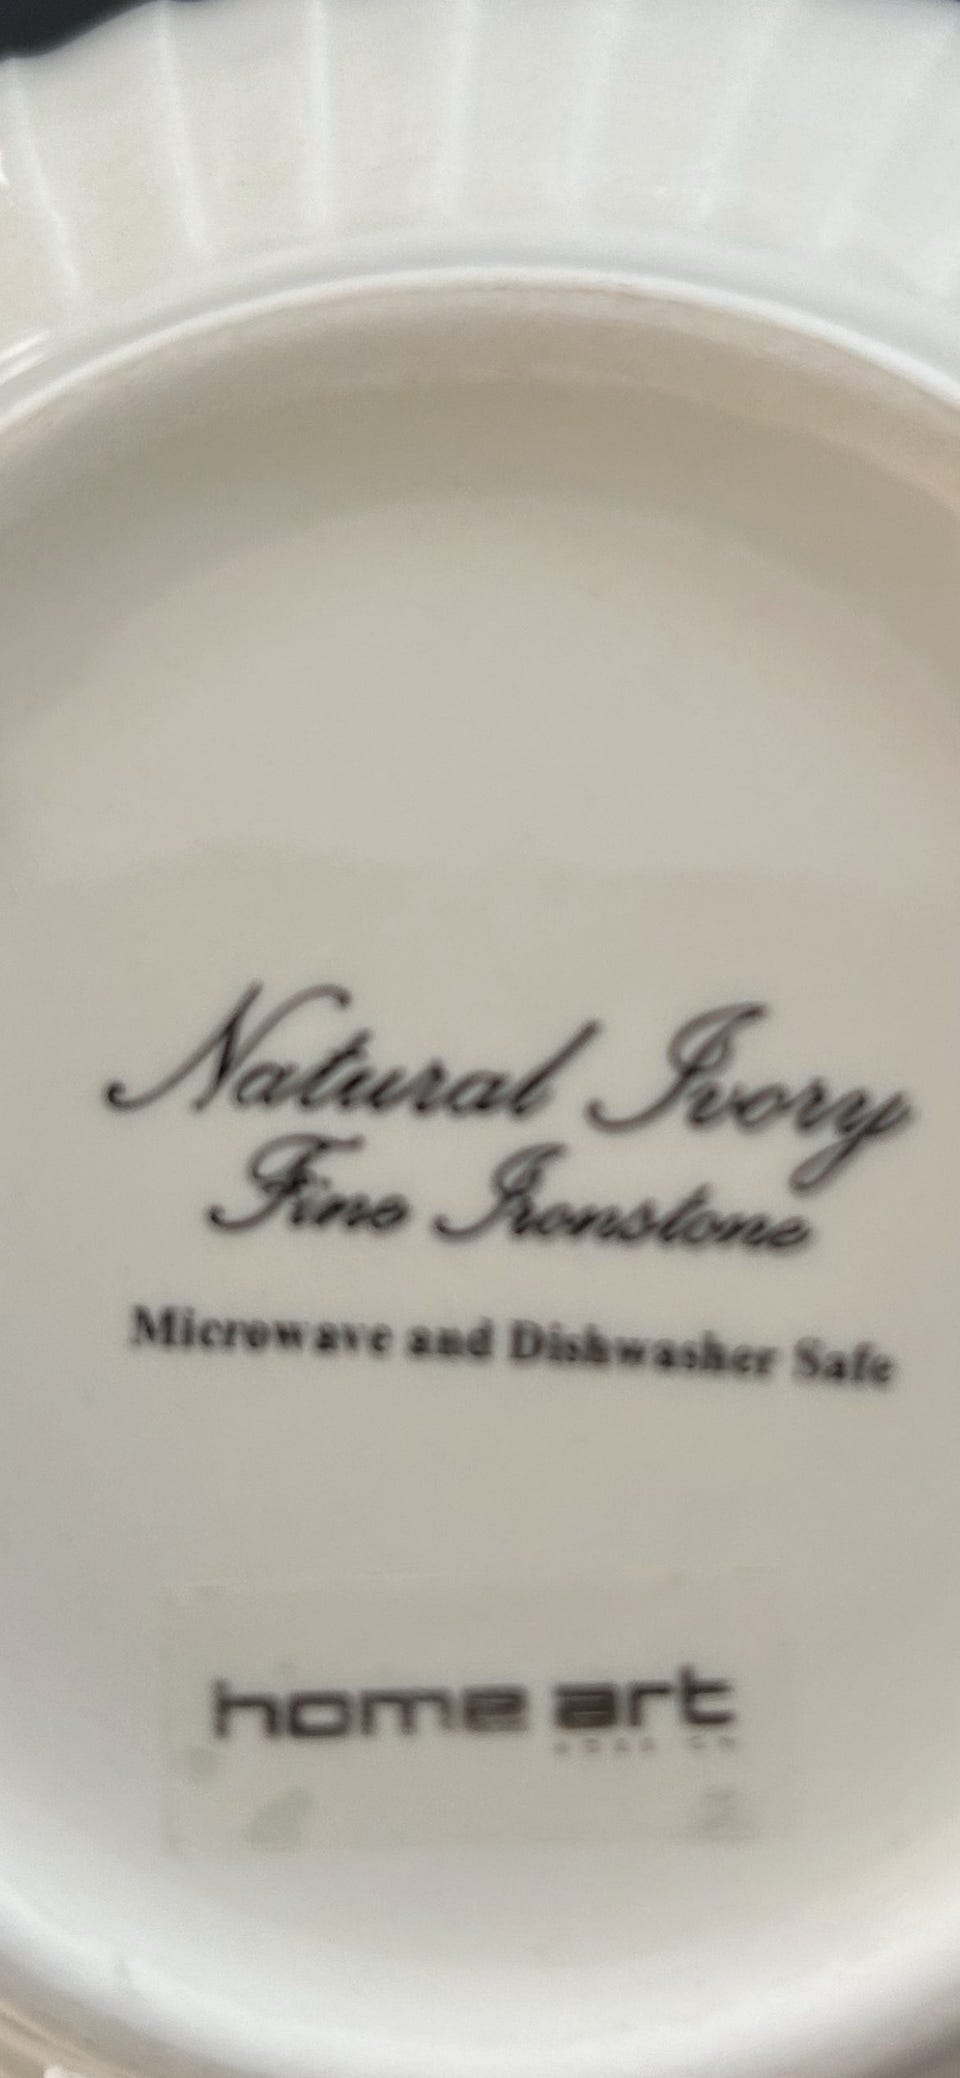 Natural Ivory
Fine Ironstone
Microwave and Dishwasher Safe
home art